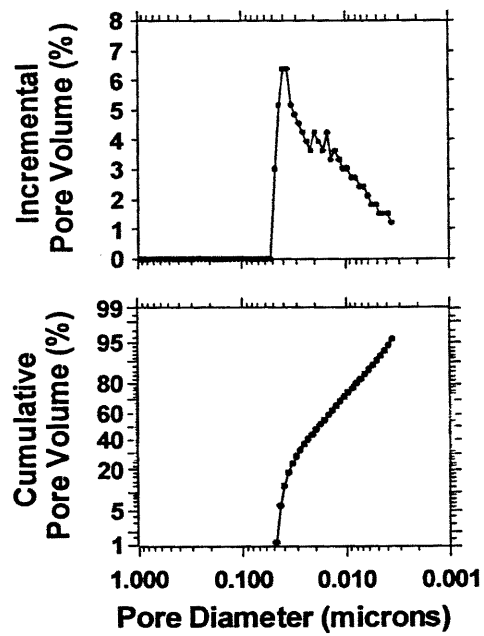 Incremental
Pore Volume (%)
8
7
6
5
4
3
2
1
0
Cumulative
Pore Volume (%)
99
95
80
60
40
20
5
1
1.000 0.100 0.010 0.001
Pore Diameter (microns)